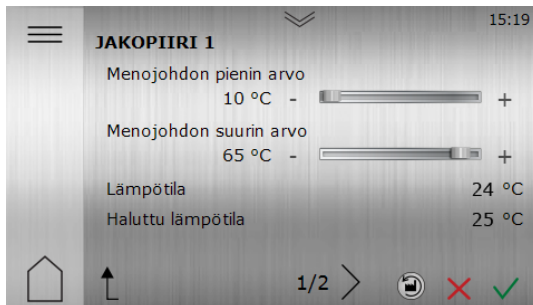 15:19
JAKOPIIRI 1
Menojohdon pienin arvo
10 °C - +
Menojohdon suurin arvo
65 °C - +
Lämpötila 24 °C
Haluttu lämpötila 25 °C
1/2